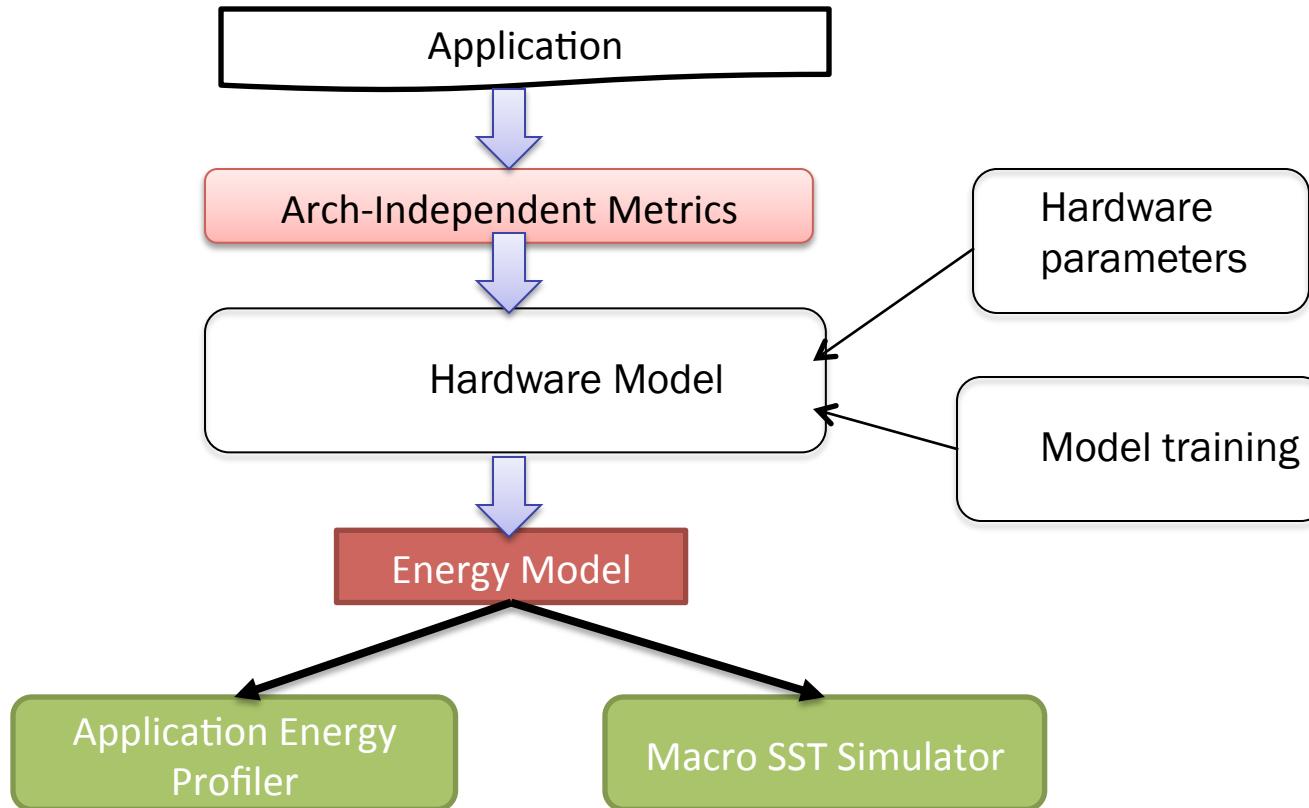 Application
Arch-Independent Metrics
Hardware
parameters
Hardware Model
Model training
Energy Model
Application Energy
Profiler
Macro SST Simulator